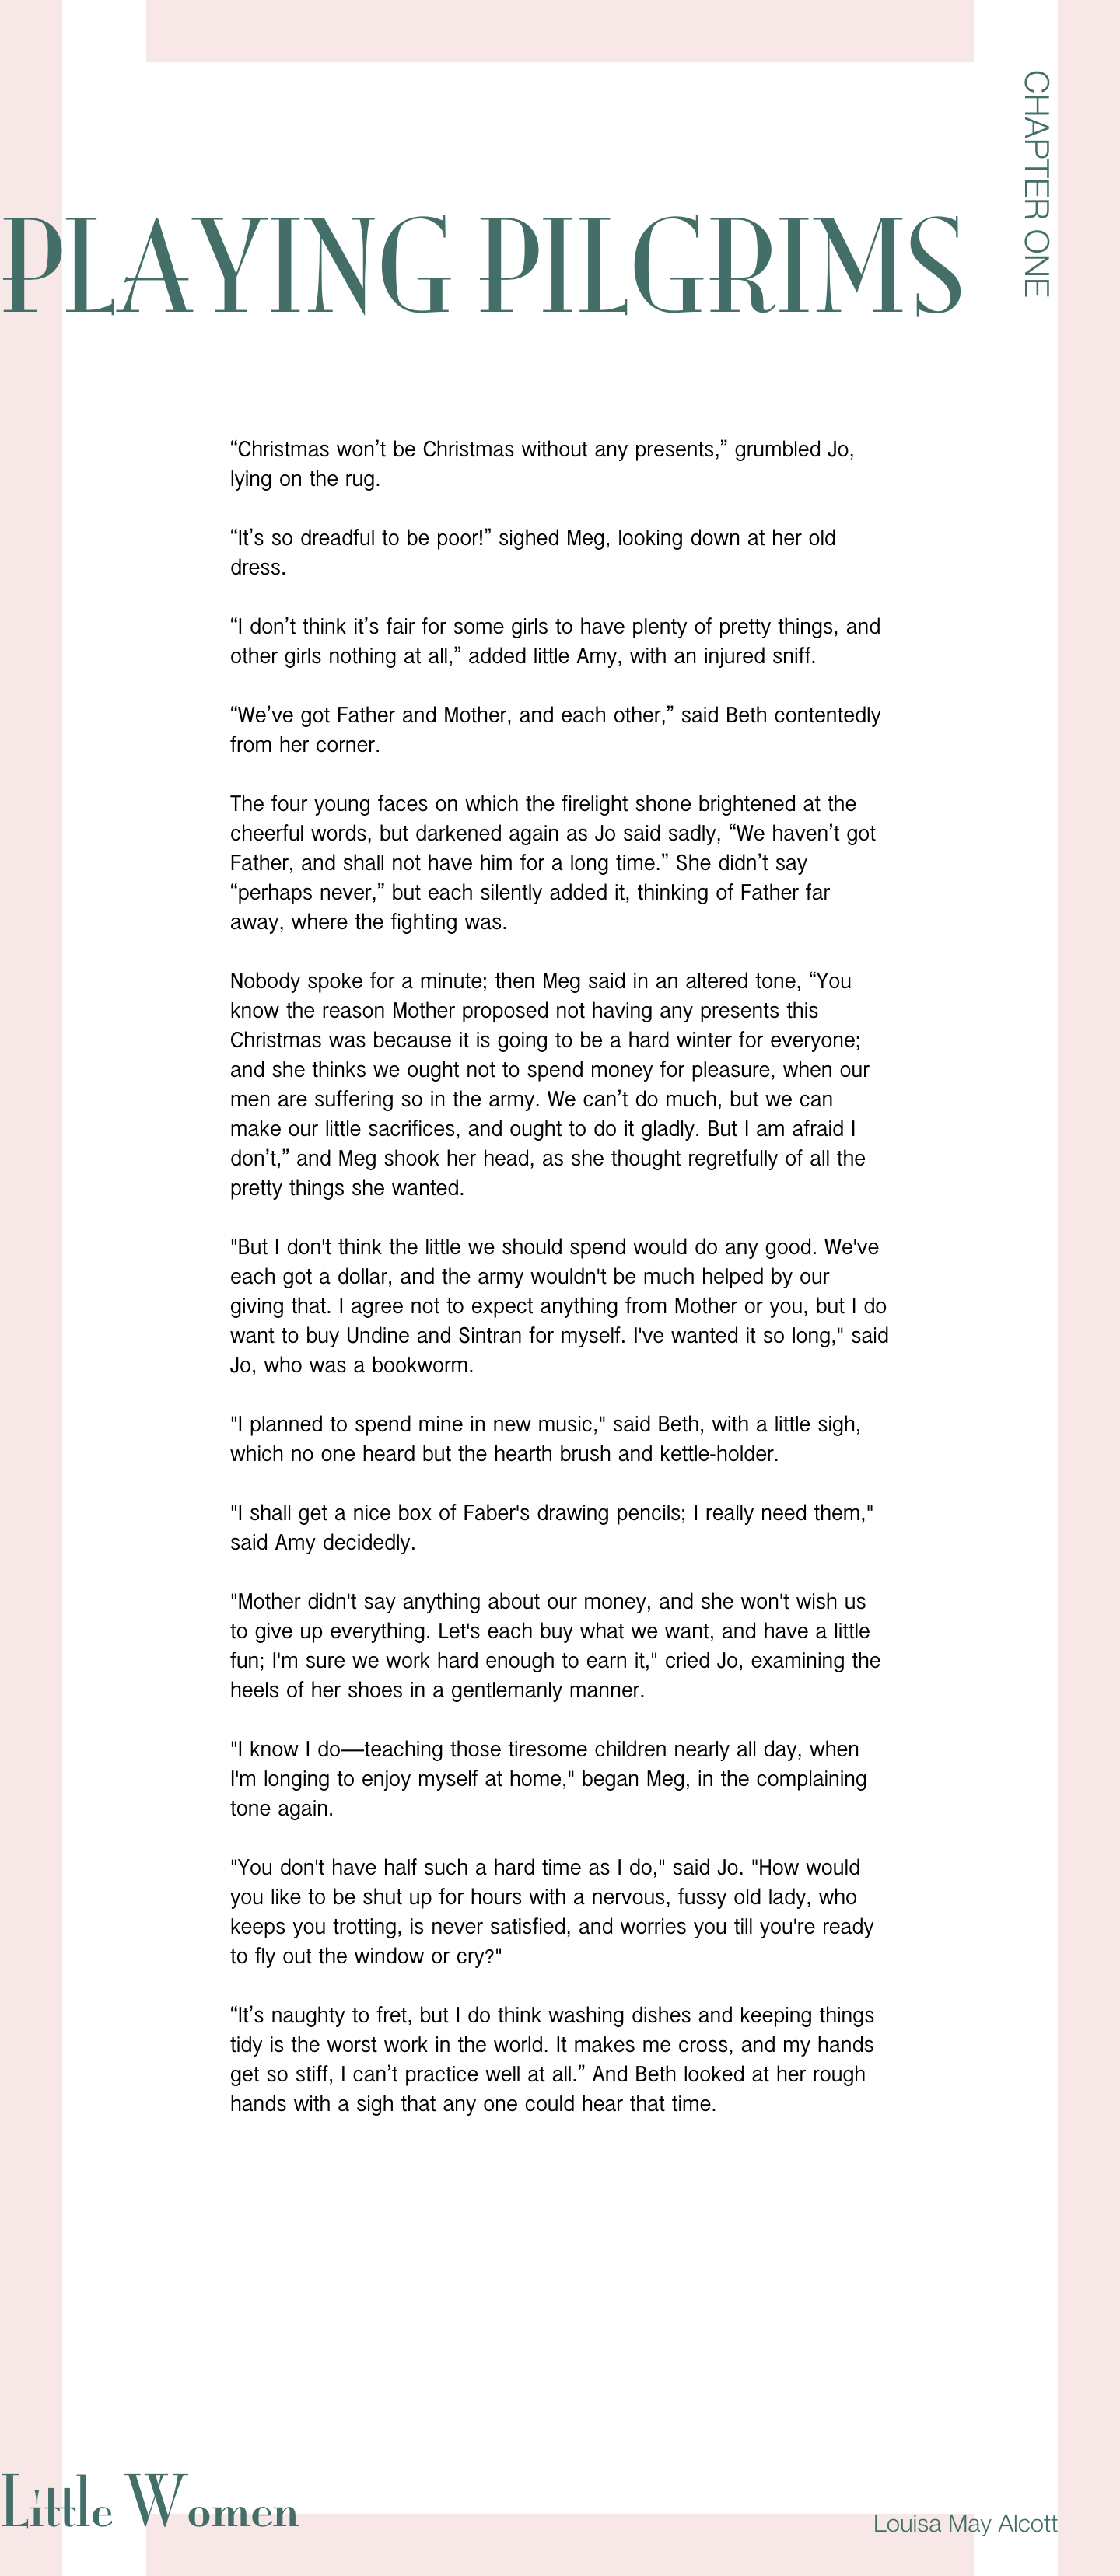 CHAPTER ONE
PLAYING PILGRIMS
“Christmas won’t be Christmas without any presents,” grumbled Jo,
lying on the rug.
“It’s so dreadful to be poor!” sighed Meg, looking down at her old
dress.
“I don’t think it’s fair for some girls to have plenty of pretty things, and
other girls nothing at all,” added little Amy, with an injured sniff.
“We’ve got Father and Mother, and each other,” said Beth contentedly
from her corner.
The four young faces on which the firelight shone brightened at the
cheerful words, but darkened again as Jo said sadly, “We haven’t got
Father, and shall not have him for a long time.” She didn’t say
“perhaps never,” but each silently added it, thinking of Father far
away, where the fighting was.
Nobody spoke for a minute; then Meg said in an altered tone, “You
know the reason Mother proposed not having any presents this
Christmas was because it is going to be a hard winter for everyone;
and she thinks we ought not to spend money for pleasure, when our
men are suffering so in the army. We can’t do much, but we can
make our little sacrifices, and ought to do it gladly. But I am afraid I
don’t,” and Meg shook her head, as she thought regretfully of all the
pretty things she wanted.
"But I don't think the little we should spend would do any good. We've
each got a dollar, and the army wouldn't be much helped by our
giving that. I agree not to expect anything from Mother or you, but I do
want to buy Undine and Sintran for myself. I've wanted it so long," said
Jo, who was a bookworm.
"I planned to spend mine in new music," said Beth, with a little sigh,
which no one heard but the hearth brush and kettle-holder.
"I shall get a nice box of Faber's drawing pencils; I really need them,"
said Amy decidedly.
"Mother didn't say anything about our money, and she won't wish us
to give up everything. Let's each buy what we want, and have a little
fun; I'm sure we work hard enough to earn it," cried Jo, examining the
heels of her shoes in a gentlemanly manner.
"I know I do—teaching those tiresome children nearly all day, when
I'm longing to enjoy myself at home," began Meg, in the complaining
tone again.
"You don't have half such a hard time as I do," said Jo. "How would
you like to be shut up for hours with a nervous, fussy old lady, who
keeps you trotting, is never satisfied, and worries you till you're ready
to fly out the window or cry?"
“It’s naughty to fret, but I do think washing dishes and keeping things
tidy is the worst work in the world. It makes me cross, and my hands
get so stiff, I can’t practice well at all.” And Beth looked at her rough
hands with a sigh that any one could hear that time.
Little Women
Louisa May Alcott